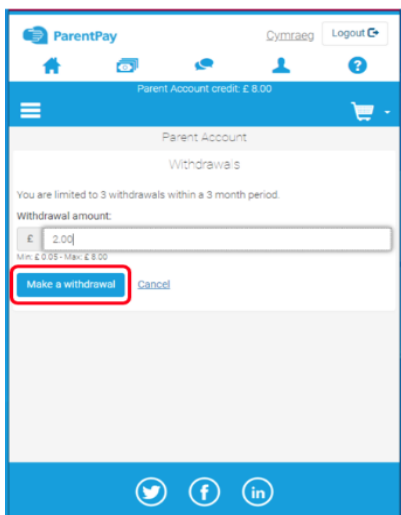 ParentPay
Cymraeg
Logout
Parent Account credit: £ 8.00
Parent Account
Withdrawals
You are limited to 3 withdrawals within a 3 month period.
Withdrawal amount:
£ 2.00
Min: £ 0.05 - Max: £ 8.00
Make a withdrawal Cancel